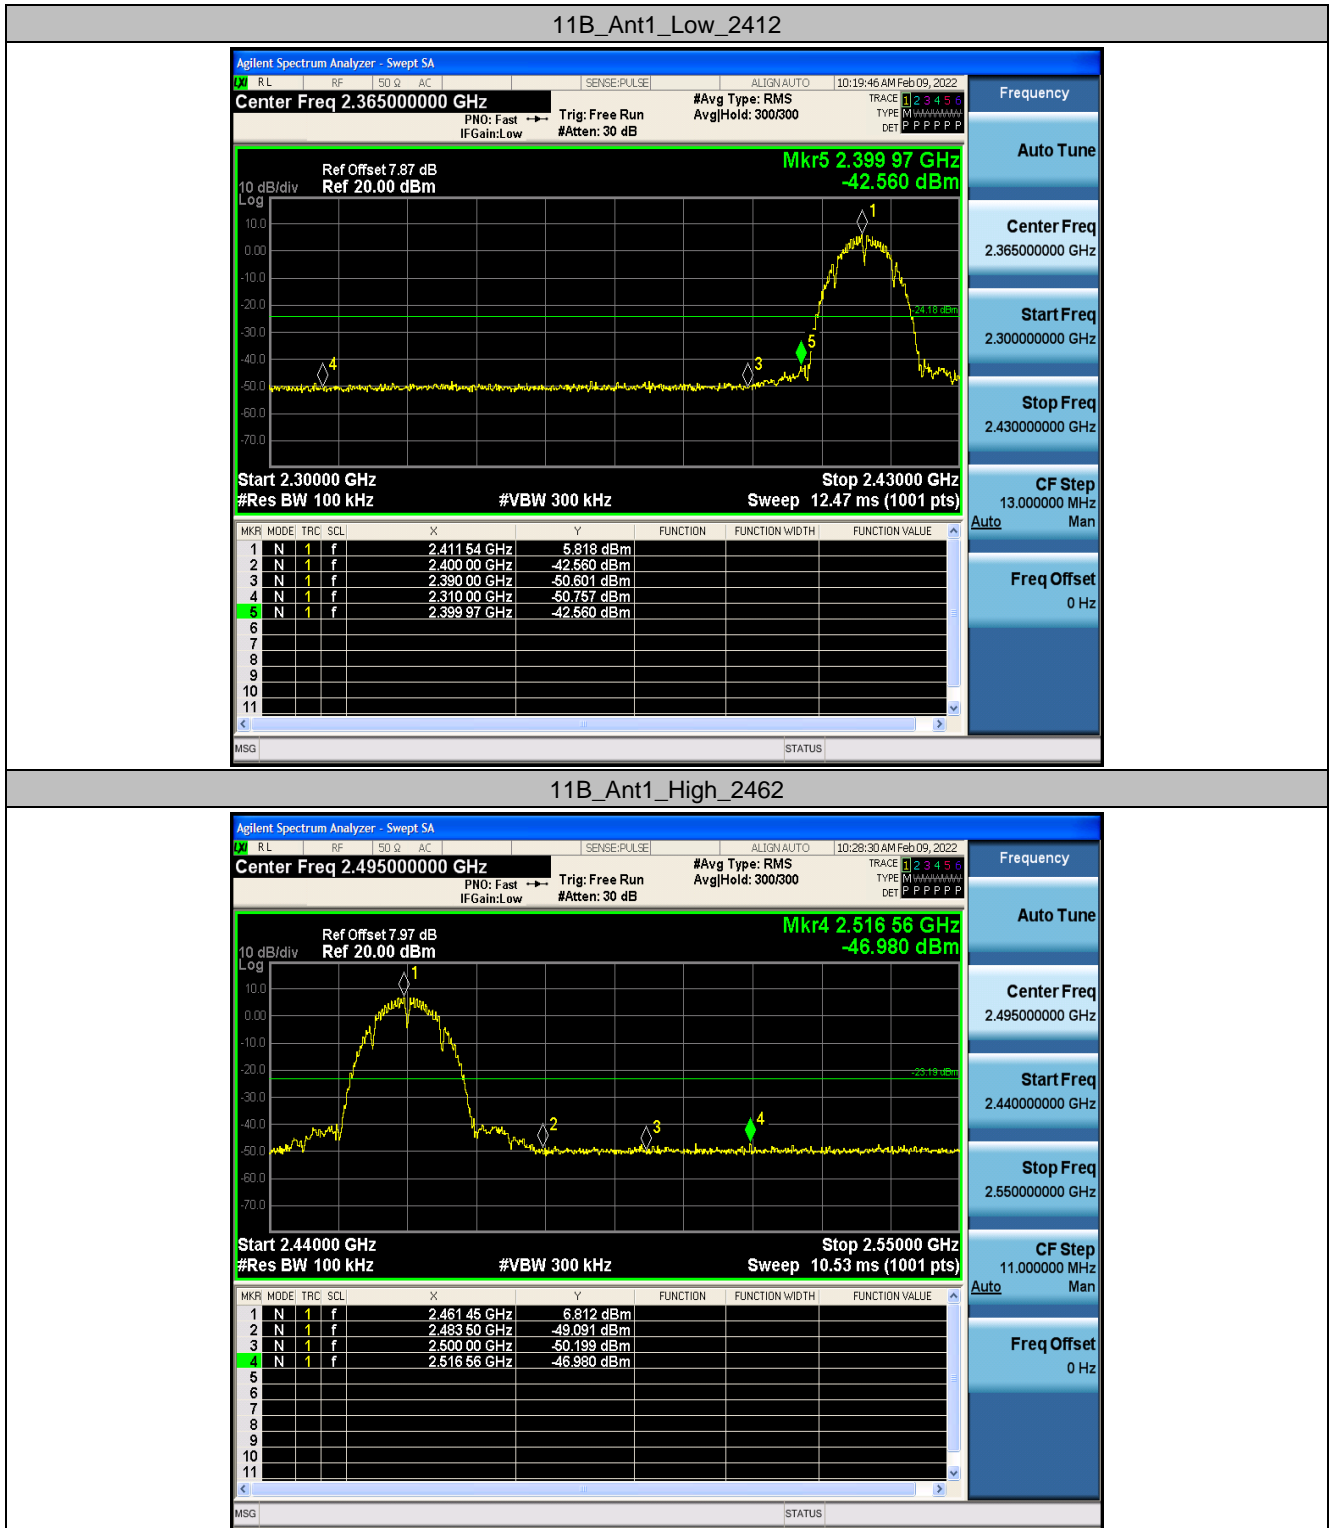 11B_Ant1_Low_2412
Agilent Spectrum Analyzer - Swept SA
LXI RL RF 50 Ω AC SENSE:PULSE ALIGN AUTO 10:19:46 AM Feb 09, 2022
Center Freq 2.365000000 GHz
PNO: Fast
IFGain:Low
Trig: Free Run
#Atten: 30 dB
#Avg Type: RMS
Avg|Hold: 300/300
TRACE 1 2 3 4 5 6
TYPE M W W W W W
DET P P P P P P
Mkr5 2.399 97 GHz
-42.560 dBm
Ref Offset 7.87 dB
10 dB/div Ref 20.00 dBm
Log
10.0
0.00
-10.0
-20.0
-30.0
-40.0
-50.0
-60.0
-70.0
1
-24.18 dBm
5
4
3
Start 2.30000 GHz Stop 2.43000 GHz
#Res BW 100 kHz #VBW 300 kHz Sweep 12.47 ms (1001 pts)
MKR MODE TRC SCL X Y FUNCTION FUNCTION WIDTH FUNCTION VALUE
1 N 1 f 2.411 54 GHz 5.818 dBm
2 N 1 f 2.400 00 GHz -42.560 dBm
3 N 1 f 2.390 00 GHz -50.601 dBm
4 N 1 f 2.310 00 GHz -50.757 dBm
5 N 1 f 2.399 97 GHz -42.560 dBm
6
7
8
9
10
11
MSG STATUS
Frequency
Auto Tune
Center Freq
2.365000000 GHz
Start Freq
2.300000000 GHz
Stop Freq
2.430000000 GHz
CF Step
13.000000 MHz
Auto Man
Freq Offset
0 Hz
11B_Ant1_High_2462
Agilent Spectrum Analyzer - Swept SA
LXI RL RF 50 Ω AC SENSE:PULSE ALIGN AUTO 10:28:30 AM Feb 09, 2022
Center Freq 2.495000000 GHz
PNO: Fast
IFGain:Low
Trig: Free Run
#Atten: 30 dB
#Avg Type: RMS
Avg|Hold: 300/300
TRACE 1 2 3 4 5 6
TYPE M W W W W W
DET P P P P P P
Mkr4 2.516 56 GHz
-46.980 dBm
Ref Offset 7.97 dB
10 dB/div Ref 20.00 dBm
Log
10.0
0.00
-10.0
-20.0
-30.0
-40.0
-50.0
-60.0
-70.0
1
-23.19 dBm
2
3
4
Start 2.44000 GHz Stop 2.55000 GHz
#Res BW 100 kHz #VBW 300 kHz Sweep 10.53 ms (1001 pts)
MKR MODE TRC SCL X Y FUNCTION FUNCTION WIDTH FUNCTION VALUE
1 N 1 f 2.461 45 GHz 6.812 dBm
2 N 1 f 2.483 50 GHz -49.091 dBm
3 N 1 f 2.500 00 GHz -50.199 dBm
4 N 1 f 2.516 56 GHz -46.980 dBm
5
6
7
8
9
10
11
MSG STATUS
Frequency
Auto Tune
Center Freq
2.495000000 GHz
Start Freq
2.440000000 GHz
Stop Freq
2.550000000 GHz
CF Step
11.000000 MHz
Auto Man
Freq Offset
0 Hz